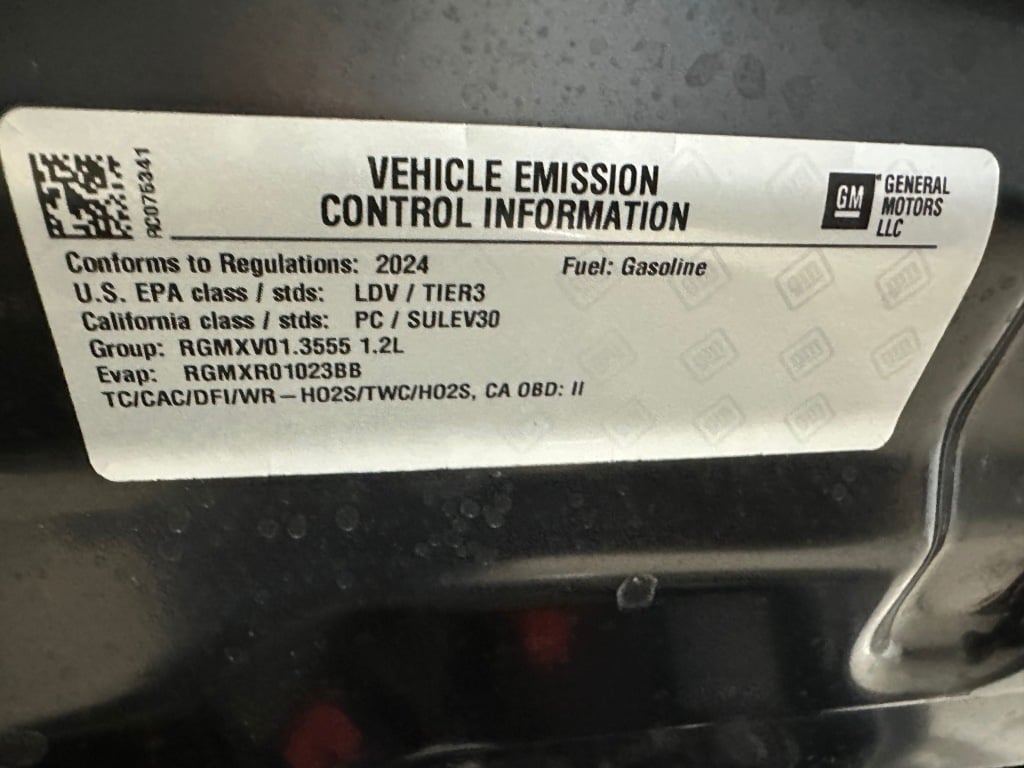 RC075341
VEHICLE EMISSION
CONTROL INFORMATION
GM
GENERAL
MOTORS
LLC
Conforms to Regulations: 2024 Fuel: Gasoline
U.S. EPA class / stds: LDV / TIER3
California class / stds: PC / SULEV30
Group: RGMXV01.3555 1.2L
Evap: RGMXR01023BB
TC/CAC/DFI/WR–HO2S/TWC/HO2S, CA OBD: II